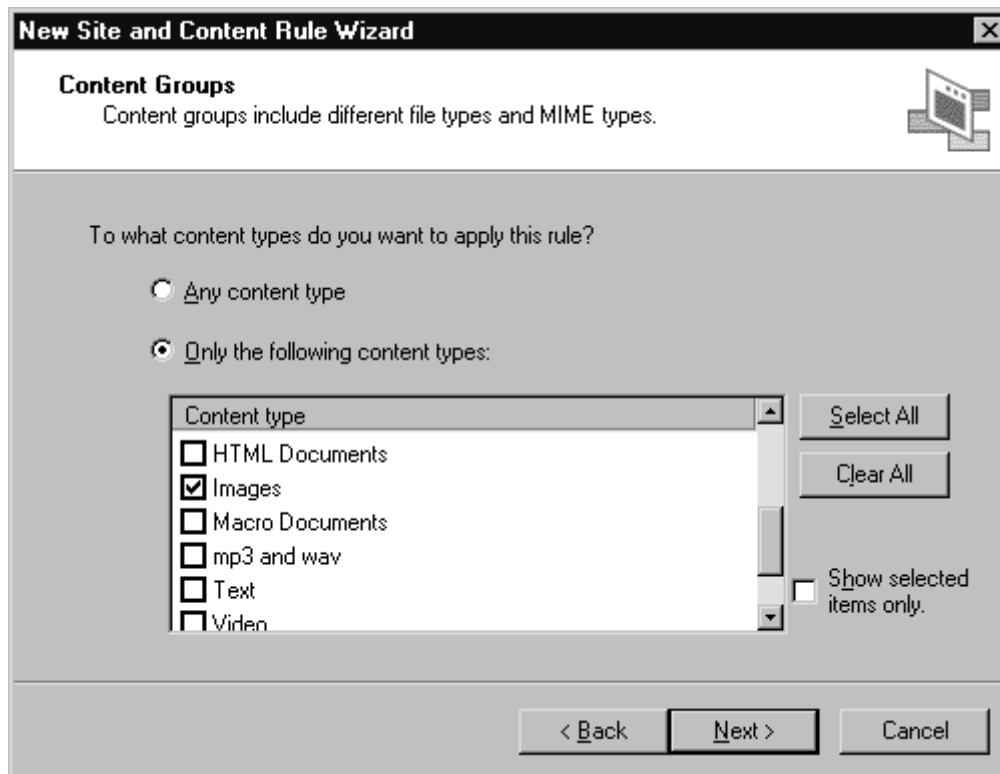 New Site and Content Rule Wizard
Content Groups
Content groups include different file types and MIME types.
To what content types do you want to apply this rule?
Any content type
Only the following content types:
Content type
Select All
HTML Documents
Clear All
Images
Macro Documents
mp3 and wav
Text
Show selected
items only.
Video
< Back
Next >
Cancel